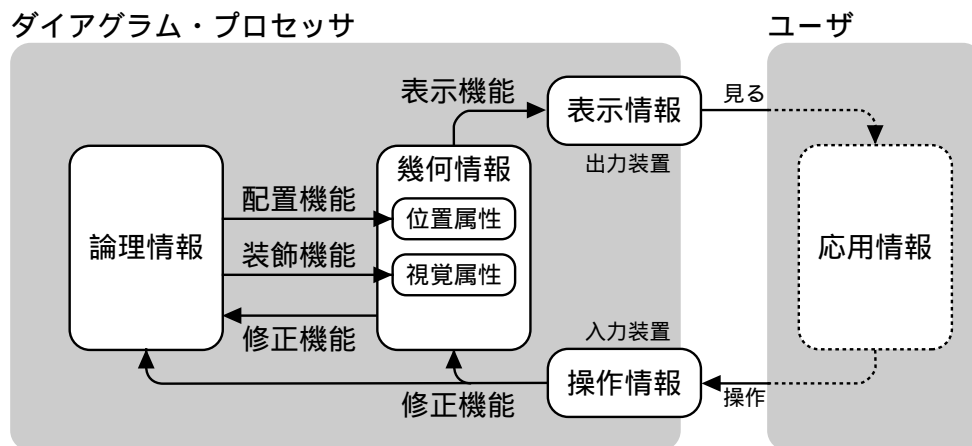 ダイアグラム・プロセッサ
ユーザ
表示機能
表示情報
見る
出力装置
幾何情報
配置機能
位置属性
論理情報
応用情報
装飾機能
視覚属性
修正機能
入力装置
操作情報
操作
修正機能